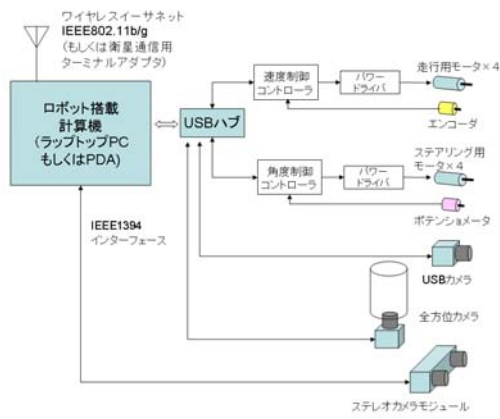 ワイヤレスイーサネット
IEEE802.11b/g
(もしくは衛星通信用
ターミナルアダプタ)
ロボット搭載
計算機
(ラップトップPC
もしくはPDA)
USBハブ
速度制御
コントローラ
パワー
ドライバ
走行用モータ×4
エンコーダ
角度制御
コントローラ
パワー
ドライバ
ステアリング用
モータ×4
ポテンショメータ
IEEE1394
インターフェース
USBカメラ
全方位カメラ
ステレオカメラモジュール